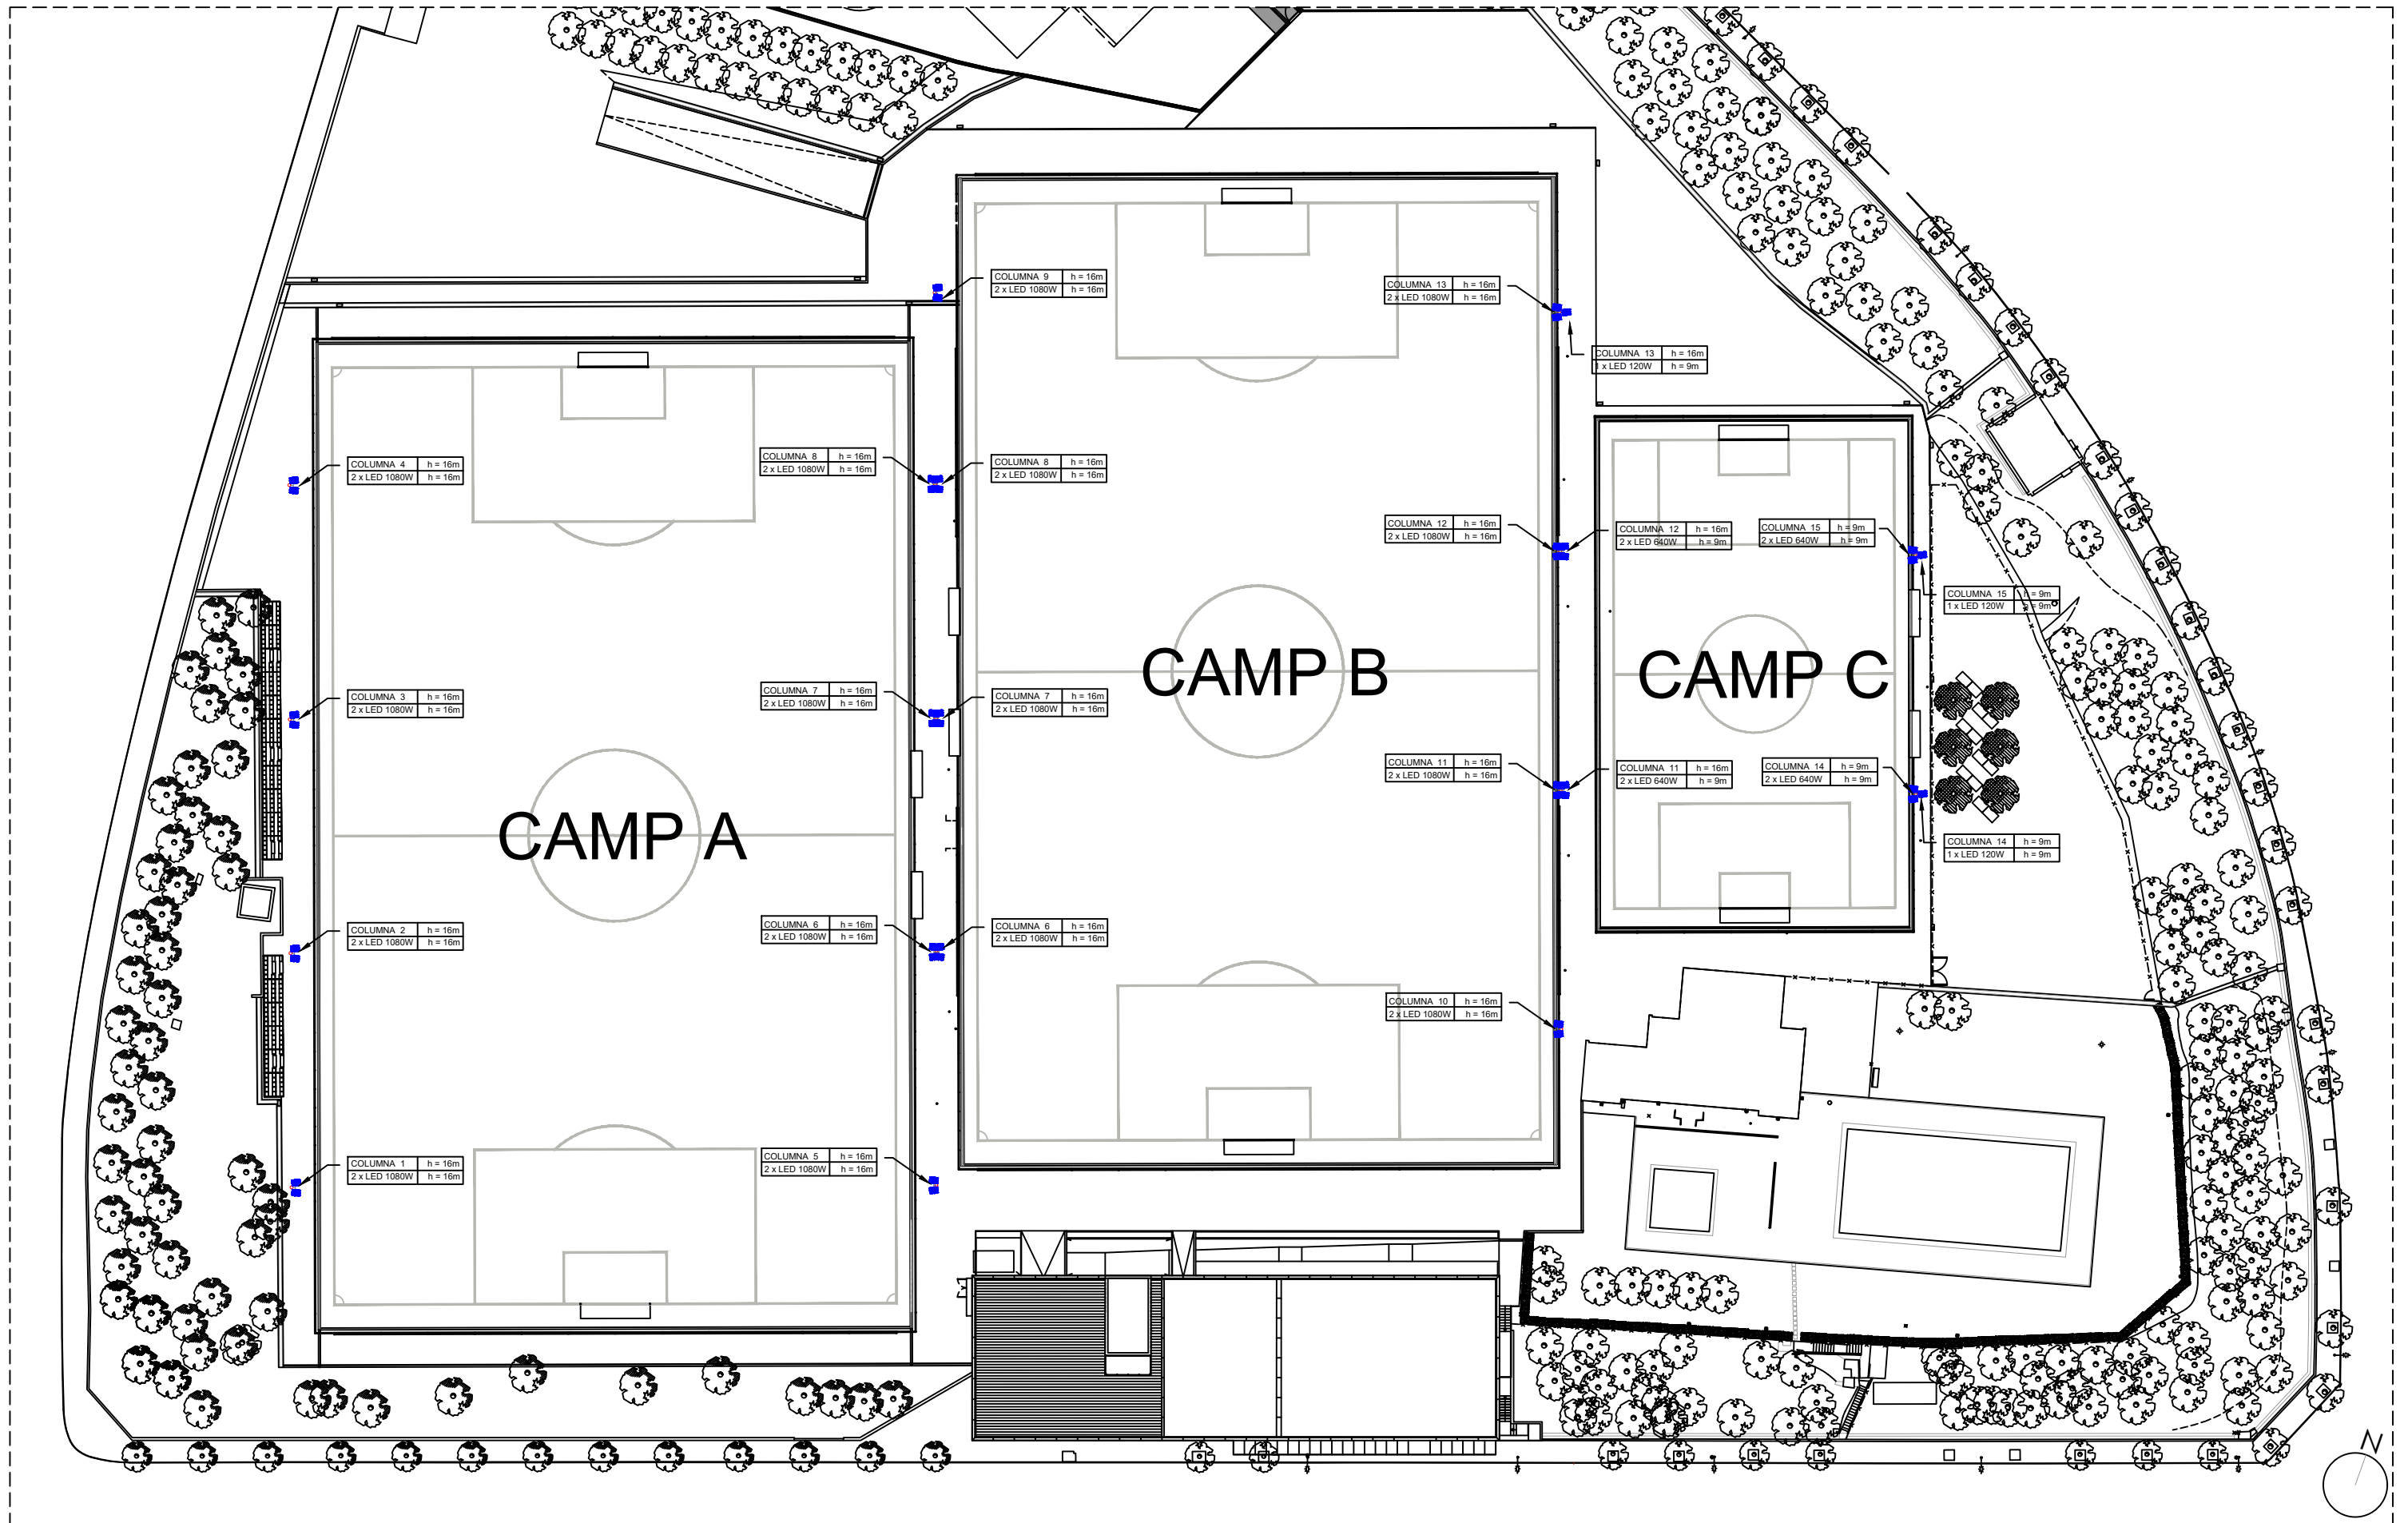 COLUMNA 9 h = 16m
2 x LED 1080W h = 16m
COLUMNA 13 h = 16m
2 x LED 1080W h = 16m
COLUMNA 13 h = 16m
1 x LED 120W h = 9m
COLUMNA 4 h = 16m
2 x LED 1080W h = 16m
COLUMNA 8 h = 16m
2 x LED 1080W h = 16m
COLUMNA 8 h = 16m
2 x LED 1080W h = 16m
COLUMNA 12 h = 16m
2 x LED 1080W h = 16m
COLUMNA 12 h = 16m
2 x LED 640W h = 9m
COLUMNA 15 h = 9m
2 x LED 640W h = 9m
COLUMNA 15 h = 9m
1 x LED 120W h = 9m
COLUMNA 3 h = 16m
2 x LED 1080W h = 16m
COLUMNA 7 h = 16m
2 x LED 1080W h = 16m
COLUMNA 7 h = 16m
2 x LED 1080W h = 16m
CAMP B
CAMP C
COLUMNA 11 h = 16m
2 x LED 1080W h = 16m
COLUMNA 11 h = 16m
2 x LED 640W h = 9m
COLUMNA 14 h = 9m
2 x LED 640W h = 9m
CAMP A
COLUMNA 14 h = 9m
1 x LED 120W h = 9m
COLUMNA 2 h = 16m
2 x LED 1080W h = 16m
COLUMNA 6 h = 16m
2 x LED 1080W h = 16m
COLUMNA 6 h = 16m
2 x LED 1080W h = 16m
COLUMNA 10 h = 16m
2 x LED 1080W h = 16m
COLUMNA 1 h = 16m
2 x LED 1080W h = 16m
COLUMNA 5 h = 16m
2 x LED 1080W h = 16m
N